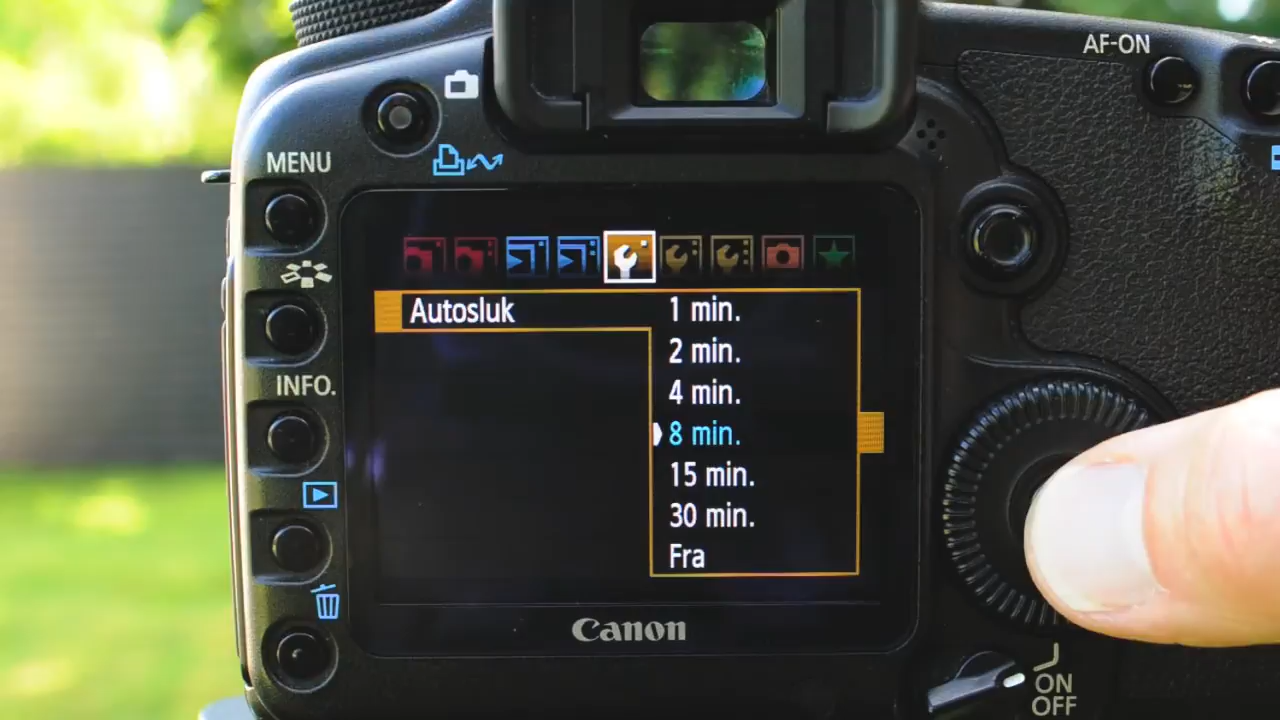 AF-ON
MENU
INFO.
Autosluk
1 min.
2 min.
4 min.
8 min.
15 min.
30 min.
Fra
Canon
ON
OFF